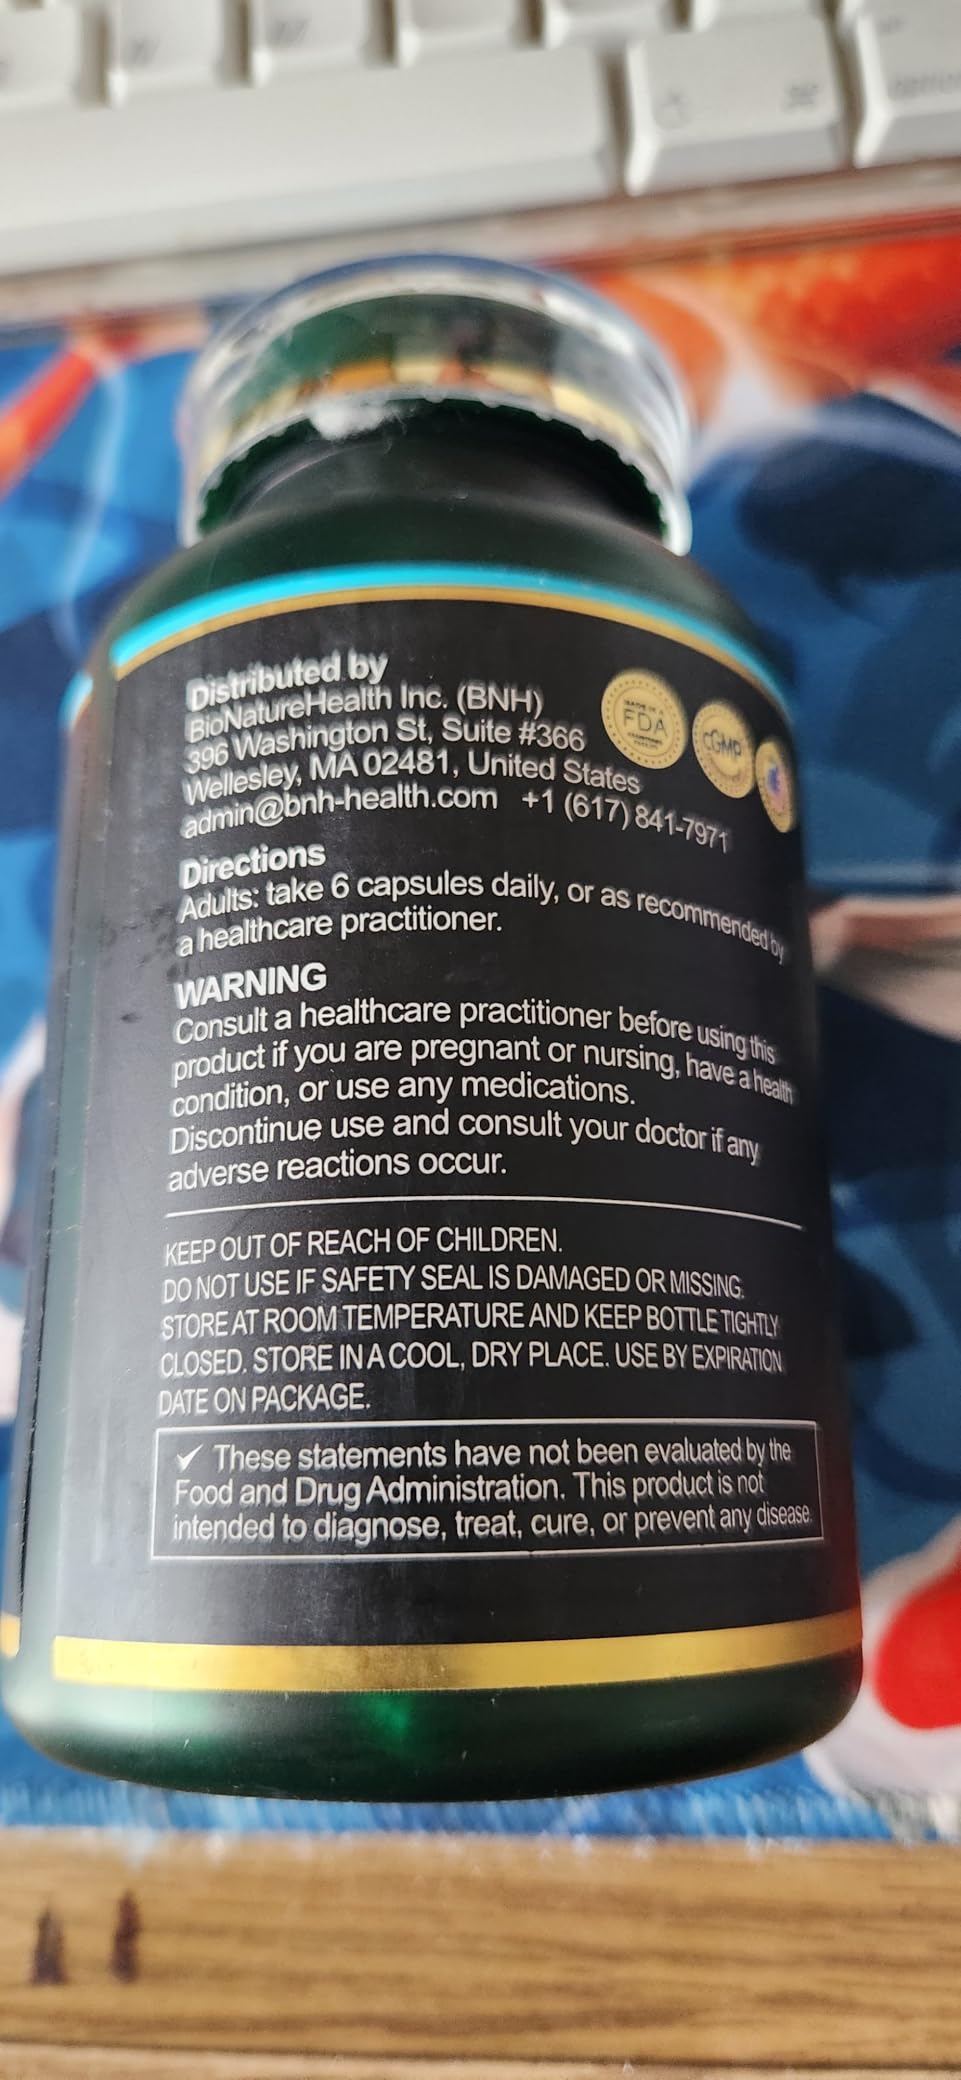 option
⌘
Distributed by
BioNatureHealth Inc. (BNH)
396 Washington St, Suite #366
Wellesley, MA 02481, United States
admin@bnh-health.com +1 (617) 841-7971
FDA
cGMP
Directions
Adults: take 6 capsules daily, or as recommended by
a healthcare practitioner.
WARNING
Consult a healthcare practitioner before using this
product if you are pregnant or nursing, have a health
condition, or use any medications.
Discontinue use and consult your doctor if any
adverse reactions occur.
KEEP OUT OF REACH OF CHILDREN.
DO NOT USE IF SAFETY SEAL IS DAMAGED OR MISSING.
STORE AT ROOM TEMPERATURE AND KEEP BOTTLE TIGHTLY
CLOSED. STORE IN A COOL, DRY PLACE. USE BY EXPIRATION
DATE ON PACKAGE.
✓ These statements have not been evaluated by the
Food and Drug Administration. This product is not
intended to diagnose, treat, cure, or prevent any disease.